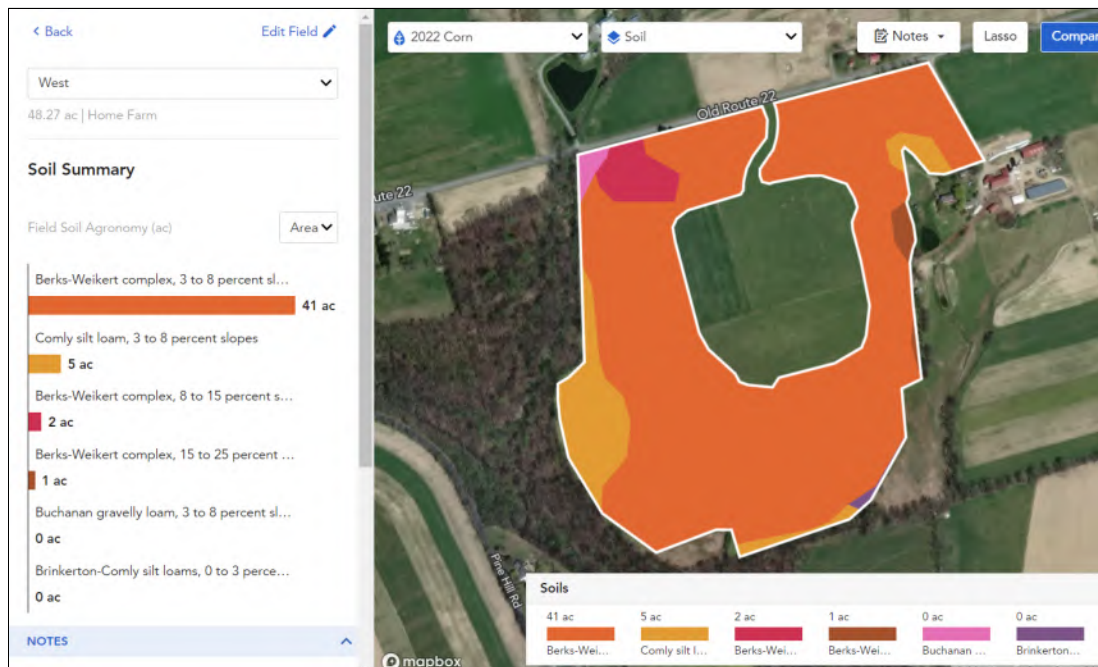 Back
Edit Field
2022 Corn
Soil
Notes
Lasso
Compar
West
48.27 ac | Home Farm
Soil Summary
Field Soil Agronomy (ac)
Area
Berks-Weikert complex, 3 to 8 percent sl...
41 ac
Comly silt loam, 3 to 8 percent slopes
5 ac
Berks-Weikert complex, 8 to 15 percent s...
2 ac
Berks-Weikert complex, 15 to 25 percent ...
1 ac
Buchanan gravelly loam, 3 to 8 percent sl...
0 ac
Brinkerton-Comly silt loams, 0 to 3 perce...
0 ac
NOTES
Old Route 22
ute 22
Pine Hill Rd
mapbox
Soils
41 ac
Berks-Wei...
5 ac
Comly silt l...
2 ac
Berks-Wei...
1 ac
Berks-Wei...
0 ac
Buchanan ...
0 ac
Brinkerton...